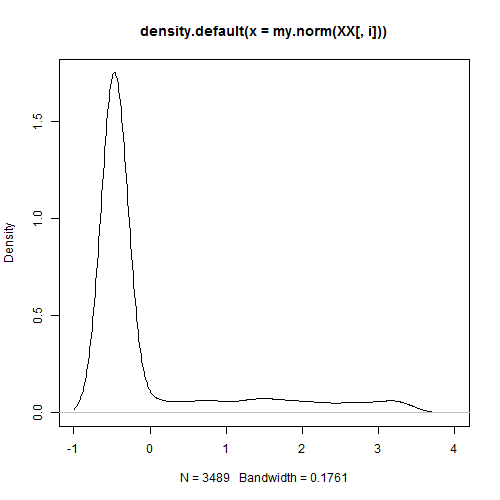 density.default(x = my.norm(XX[, i]))
Density
1.5
1.0
0.5
0.0
-1 0 1 2 3 4
N = 3489 Bandwidth = 0.1761